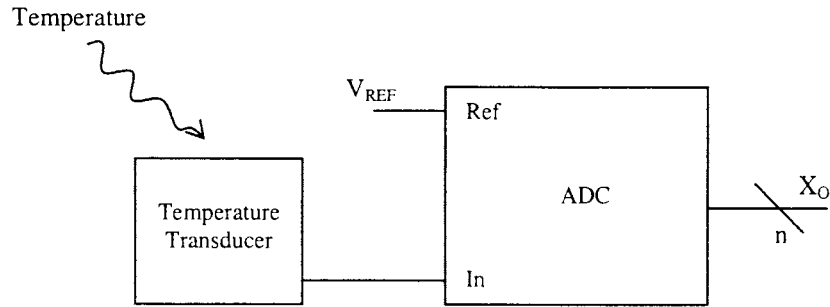 Temperature
V_REF
Ref
ADC
X_O
n
Temperature
Transducer
In